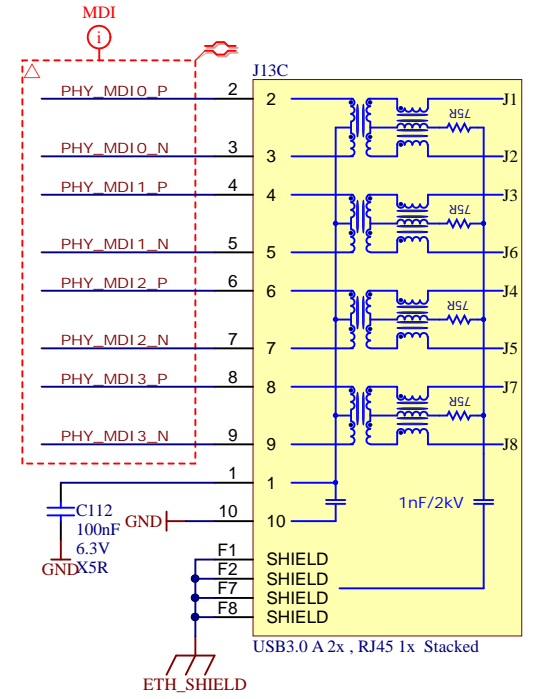 MDI
i
J13C
PHY_MDI0_P 2 2 J1
75R
PHY_MDI0_N 3 3 J2
PHY_MDI1_P 4 4 J3
75R
PHY_MDI1_N 5 5 J6
PHY_MDI2_P 6 6 J4
75R
PHY_MDI2_N 7 7 J5
PHY_MDI3_P 8 8 J7
75R
PHY_MDI3_N 9 9 J8
1 1
1nF/2kV
C112
100nF
6.3V
X5R
GND
GND 10 10
F1 SHIELD
F2 SHIELD
F7 SHIELD
F8 SHIELD
USB3.0 A 2x , RJ45 1x Stacked
ETH_SHIELD